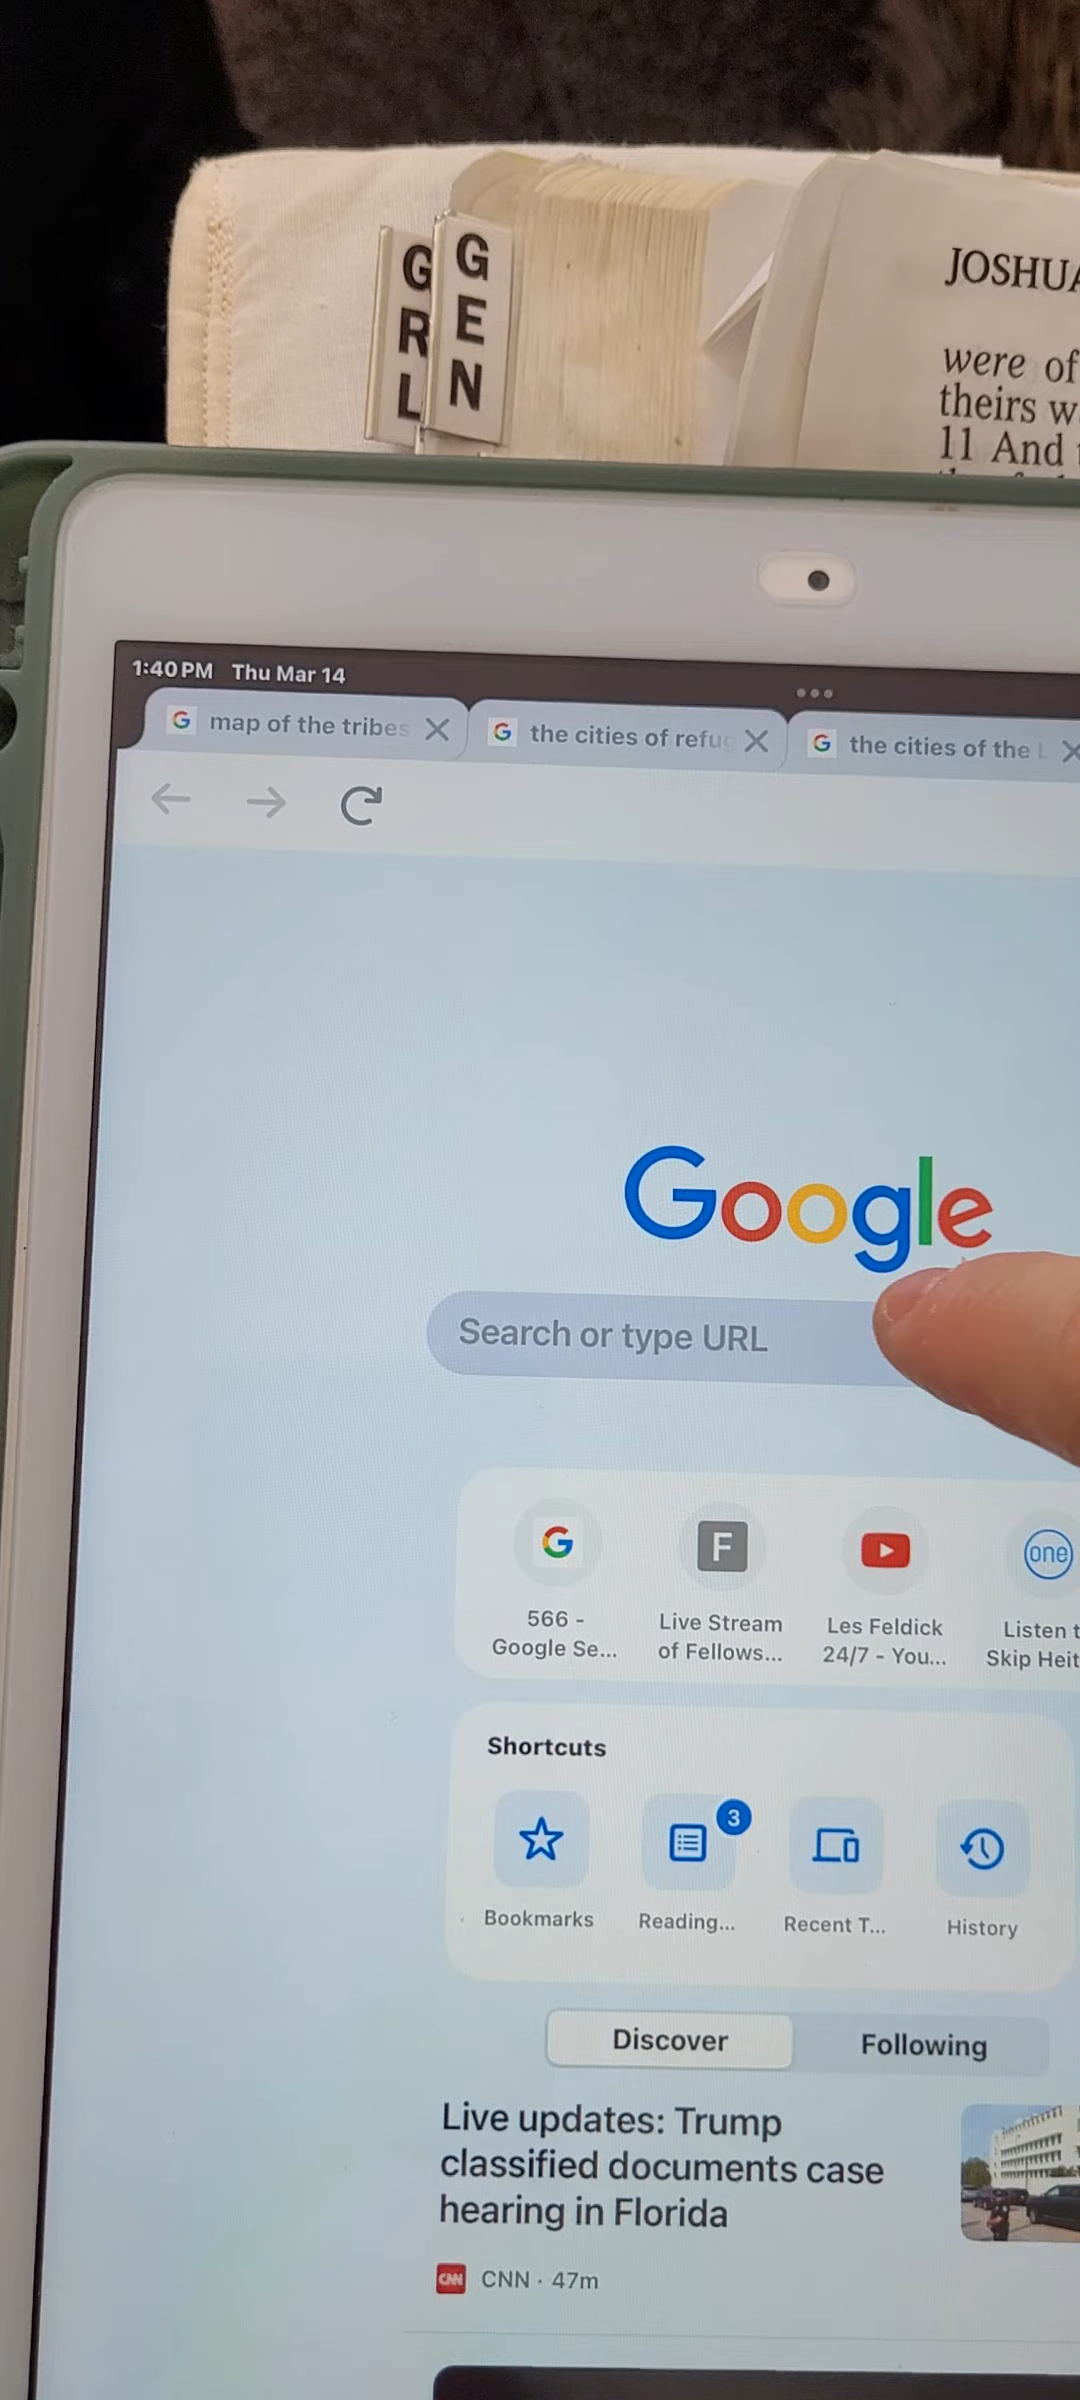 G
R
L
G
E
N
JOSHUA
were of
theirs w
11 And
1:40 PM Thu Mar 14
map of the tribes
the cities of refug
the cities of the L
Google
Search or type URL
566 -
Google Se...
F
Live Stream
of Fellows...
Les Feldick
24/7 - You...
one
Listen t
Skip Heit
Shortcuts
Bookmarks
3
Reading...
Recent T...
History
Discover
Following
Live updates: Trump
classified documents case
hearing in Florida
CNN
CNN · 47m